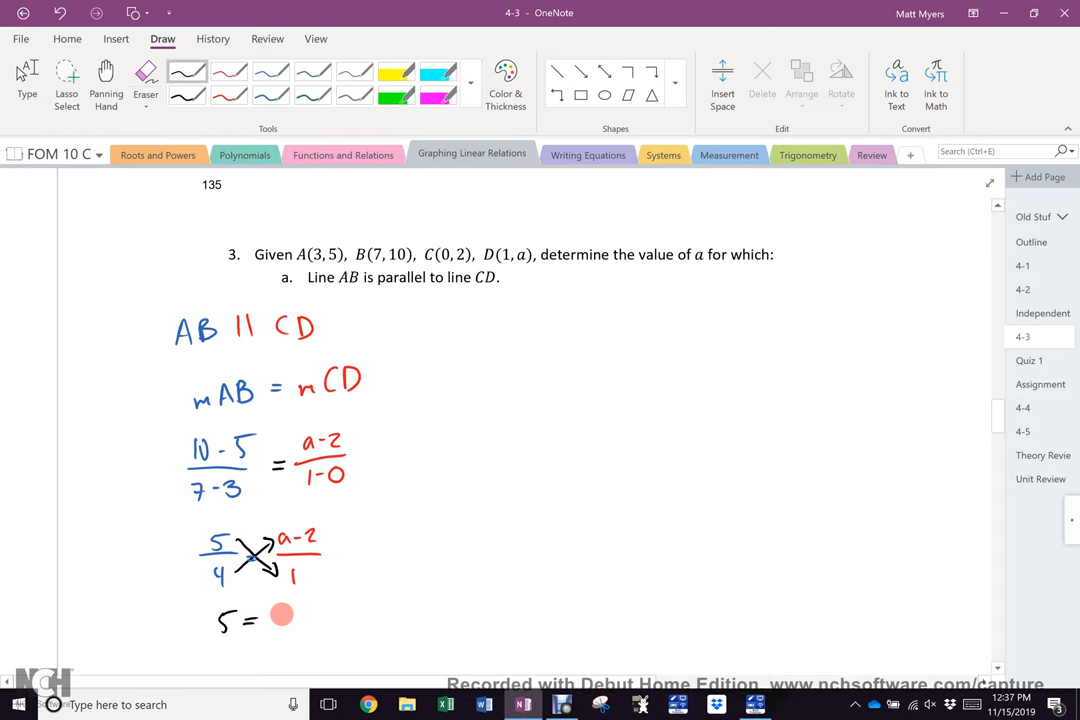 4-3 - OneNote
Matt Myers
File Home Insert Draw History Review View
Type
Lasso Select
Panning Hand
Eraser
Color & Thickness
Insert Space
Delete
Arrange
Rotate
Ink to Text
Ink to Math
Tools
Shapes
Edit
Convert
FOM 10 C
Roots and Powers
Polynomials
Functions and Relations
Graphing Linear Relations
Writing Equations
Systems
Measurement
Trigonometry
Review
Search (Ctrl+E)
Add Page
Old Stuf
Outline
4-1
4-2
Independent
4-3
Quiz 1
Assignment
4-4
4-5
Theory Revie
Unit Review
135
3. Given A(3, 5), B(7, 10), C(0, 2), D(1, a), determine the value of a for which:
a. Line AB is parallel to line CD.
AB || CD
mAB = mCD
10 - 5 / 7 - 3 = a - 2 / 1 - 0
5 / 4 = a - 2 / 1
5 =
NCH
NCH Software
Recorded with Debut Home Edition www.nchsoftware.com/capture
Type here to search
12:37 PM
11/15/2019
3